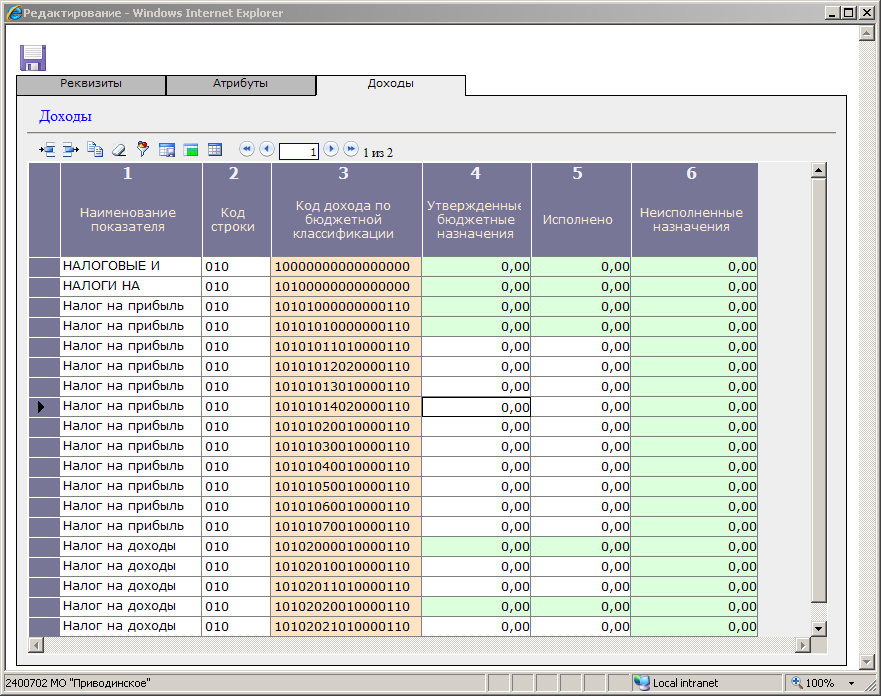 Редактирование - Windows Internet Explorer
Реквизиты Атрибуты Доходы
Доходы
1 1 из 2
1 2 3 4 5 6
Наименование показателя Код строки Код дохода по бюджетной классификации Утвержденные бюджетные назначения Исполнено Неисполненные назначения
НАЛОГОВЫЕ И 010 10000000000000000 0,00 0,00 0,00
НАЛОГИ НА 010 10100000000000000 0,00 0,00 0,00
Налог на прибыль 010 10101000000000110 0,00 0,00 0,00
Налог на прибыль 010 10101010000000110 0,00 0,00 0,00
Налог на прибыль 010 10101011010000110 0,00 0,00 0,00
Налог на прибыль 010 10101012020000110 0,00 0,00 0,00
Налог на прибыль 010 10101013010000110 0,00 0,00 0,00
Налог на прибыль 010 10101014020000110 0,00 0,00 0,00
Налог на прибыль 010 10101020010000110 0,00 0,00 0,00
Налог на прибыль 010 10101030010000110 0,00 0,00 0,00
Налог на прибыль 010 10101040010000110 0,00 0,00 0,00
Налог на прибыль 010 10101050010000110 0,00 0,00 0,00
Налог на прибыль 010 10101060010000110 0,00 0,00 0,00
Налог на прибыль 010 10101070010000110 0,00 0,00 0,00
Налог на доходы 010 10102000010000110 0,00 0,00 0,00
Налог на доходы 010 10102010010000110 0,00 0,00 0,00
Налог на доходы 010 10102011010000110 0,00 0,00 0,00
Налог на доходы 010 10102020010000110 0,00 0,00 0,00
Налог на доходы 010 10102021010000110 0,00 0,00 0,00
2400702 МО "Приводинское" Local intranet 100%